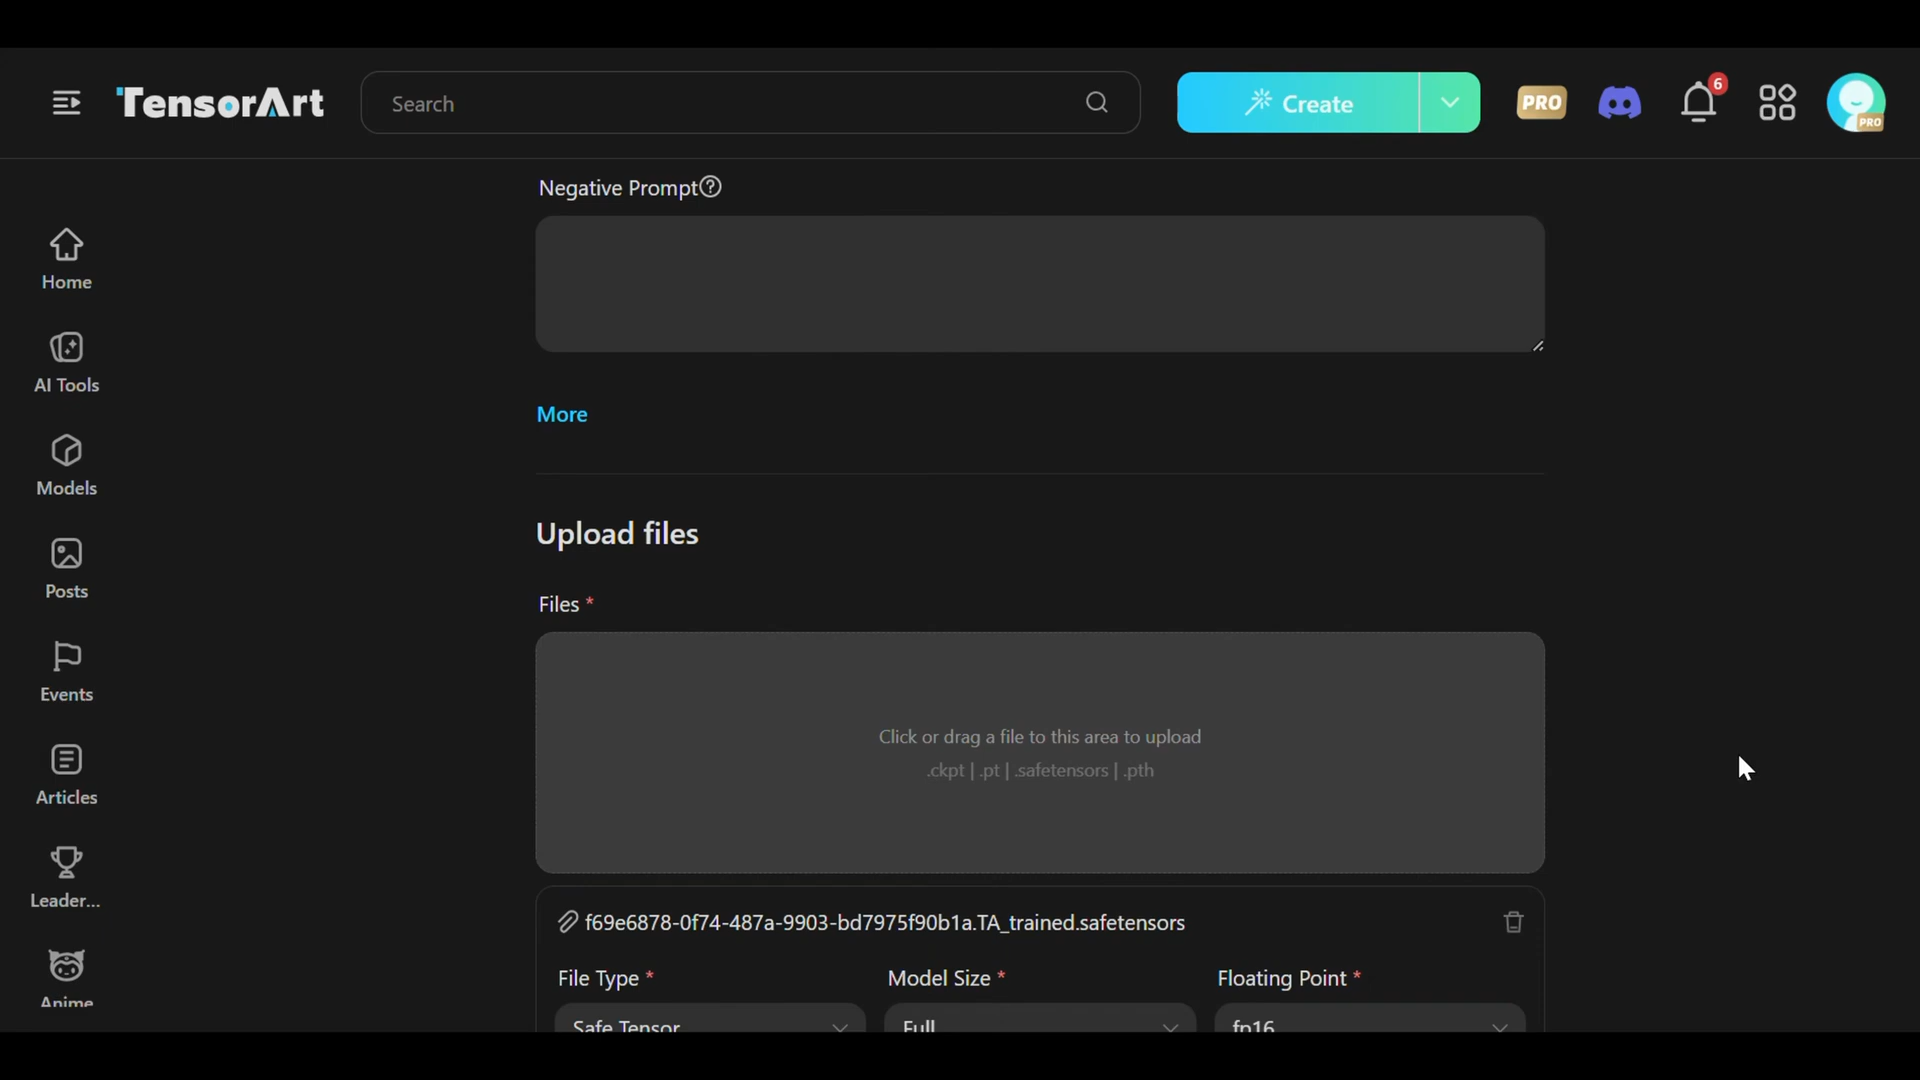 TensorArt
Search
Create
PRO
6
PRO
Home
AI Tools
Models
Posts
Events
Articles
Leader...
Anime
Negative Prompt
More
Upload files
Files *
Click or drag a file to this area to upload
.ckpt | .pt | .safetensors | .pth
f69e6878-0f74-487a-9903-bd7975f90b1a.TA_trained.safetensors
File Type * Model Size * Floating Point *
Safe Tensor Full fp16